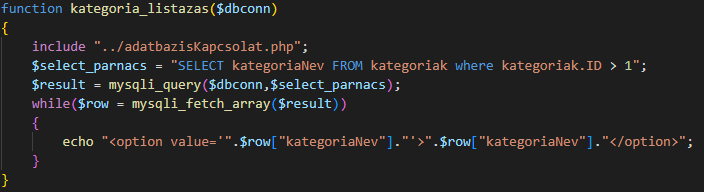 function kategoria_listazas($dbconn)
{
    include "../adatbazisKapcsolat.php";
    $select_parnacs = "SELECT kategoriaNev FROM kategoriak where kategoriak.ID > 1";
    $result = mysqli_query($dbconn,$select_parnacs);
    while($row = mysqli_fetch_array($result))
    {
        echo "<option value='".$row["kategoriaNev"]."'>".$row["kategoriaNev"]."</option>";
    }
}